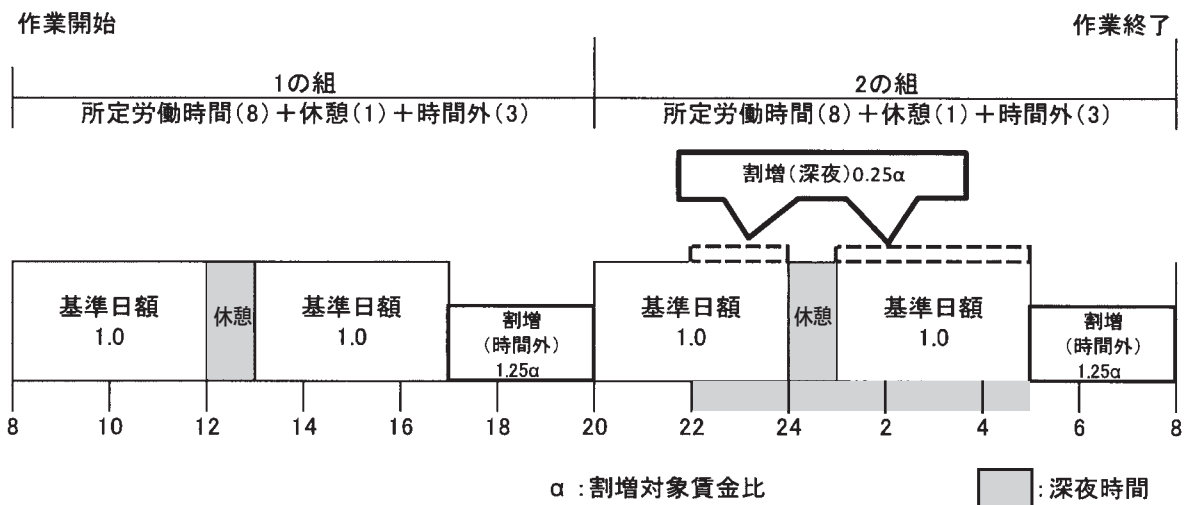 作業開始 作業終了
1の組 2の組
所定労働時間(8)+休憩(1)+時間外(3) 所定労働時間(8)+休憩(1)+時間外(3)
割増(深夜)0.25α
基準日額 休憩 基準日額 割増 基準日額 休憩 基準日額 割増
1.0 1.0 (時間外) 1.0 1.0 (時間外)
1.25α 1.25α
8 10 12 14 16 18 20 22 24 2 4 6 8
α:割増対象賃金比 :深夜時間